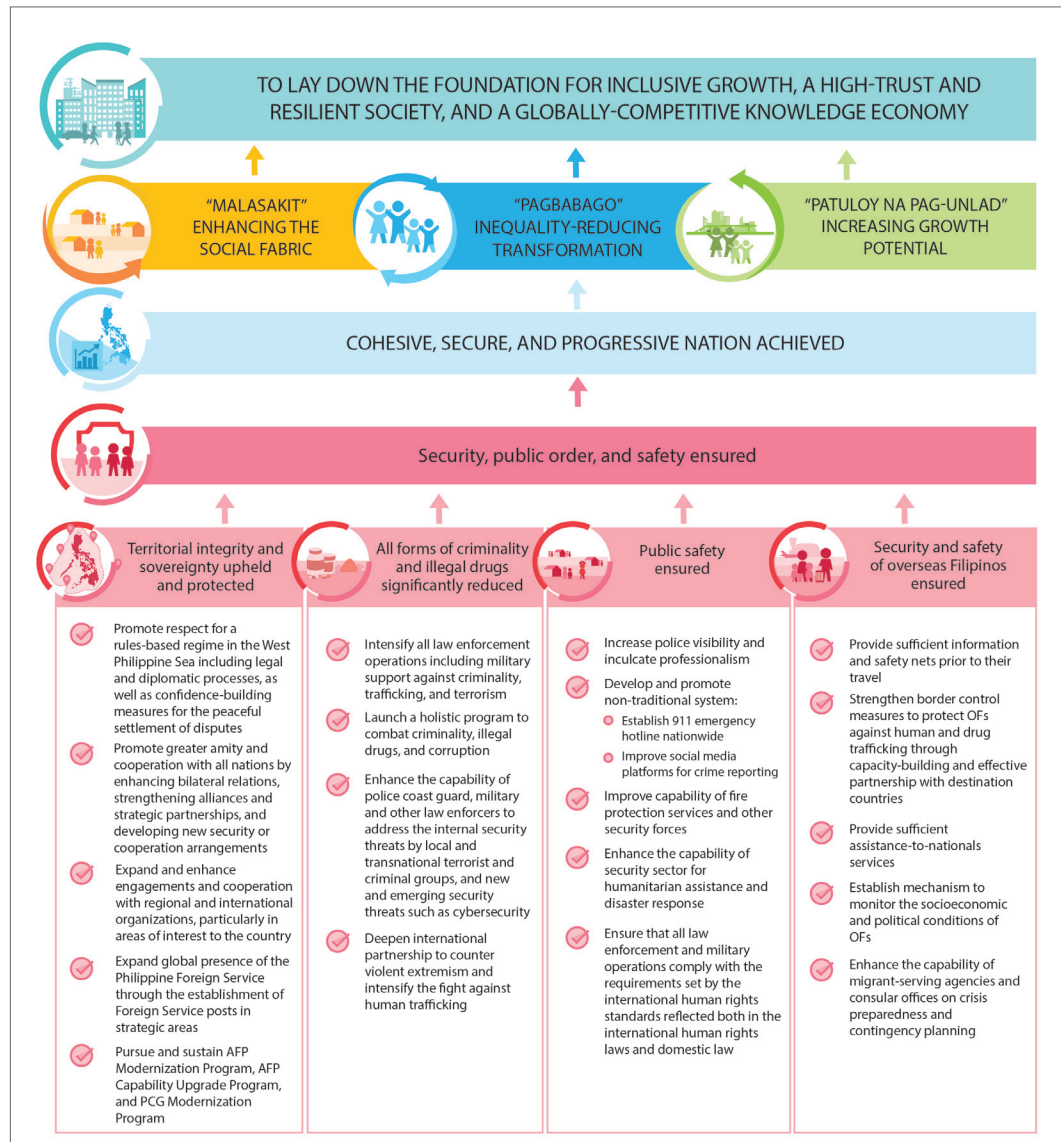 TO LAY DOWN THE FOUNDATION FOR INCLUSIVE GROWTH, A HIGH-TRUST AND
RESILIENT SOCIETY, AND A GLOBALLY-COMPETITIVE KNOWLEDGE ECONOMY
“MALASAKIT”
ENHANCING THE
SOCIAL FABRIC
“PAGBABAGO”
INEQUALITY-REDUCING
TRANSFORMATION
“PATULOY NA PAG-UNLAD”
INCREASING GROWTH
POTENTIAL
COHESIVE, SECURE, AND PROGRESSIVE NATION ACHIEVED
Security, public order, and safety ensured
Territorial integrity and
sovereignty upheld
and protected
Promote respect for a
rules-based regime in the West
Philippine Sea including legal
and diplomatic processes, as
well as confidence-building
measures for the peaceful
settlement of disputes
Promote greater amity and
cooperation with all nations by
enhancing bilateral relations,
strengthening alliances and
strategic partnerships, and
developing new security or
cooperation arrangements
Expand and enhance
engagements and cooperation
with regional and international
organizations, particularly in
areas of interest to the country
Expand global presence of the
Philippine Foreign Service
through the establishment of
Foreign Service posts in
strategic areas
Pursue and sustain AFP
Modernization Program, AFP
Capability Upgrade Program,
and PCG Modernization
Program
All forms of criminality
and illegal drugs
significantly reduced
Intensify all law enforcement
operations including military
support against criminality,
trafficking, and terrorism
Launch a holistic program to
combat criminality, illegal
drugs, and corruption
Enhance the capability of
police coast guard, military
and other law enforcers to
address the internal security
threats by local and
transnational terrorist and
criminal groups, and new
and emerging security
threats such as cybersecurity
Deepen international
partnership to counter
violent extremism and
intensify the fight against
human trafficking
Public safety
ensured
Increase police visibility and
inculcate professionalism
Develop and promote
non-traditional system:
Establish 911 emergency
hotline nationwide
Improve social media
platforms for crime reporting
Improve capability of fire
protection services and other
security forces
Enhance the capability of
security sector for
humanitarian assistance and
disaster response
Ensure that all law
enforcement and military
operations comply with the
requirements set by the
international human rights
standards reflected both in the
international human rights
laws and domestic law
Security and safety
of overseas Filipinos
ensured
Provide sufficient information
and safety nets prior to their
travel
Strengthen border control
measures to protect OFs
against human and drug
trafficking through
capacity-building and effective
partnership with destination
countries
Provide sufficient
assistance-to-nationals
services
Establish mechanism to
monitor the socioeconomic
and political conditions of
OFs
Enhance the capability of
migrant-serving agencies and
consular offices on crisis
preparedness and
contingency planning